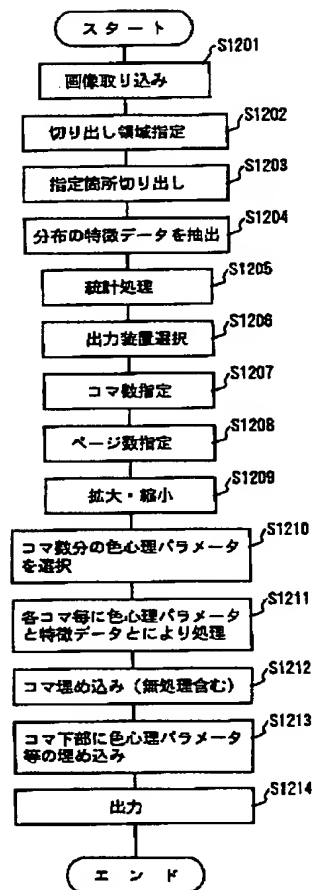 スタート
S1201
画像取り込み
S1202
切り出し領域指定
S1203
指定箇所切り出し
S1204
分布の特徴データを抽出
S1205
統計処理
S1206
出力装置選択
S1207
コマ数指定
S1208
ページ数指定
S1209
拡大・縮小
S1210
コマ数分の色心理パラメータ
を選択
S1211
各コマ毎に色心理パラメータ
と特徴データとにより処理
S1212
コマ埋め込み（無処理含む）
S1213
コマ下部に色心理パラメータ
等の埋め込み
S1214
出力
エンド